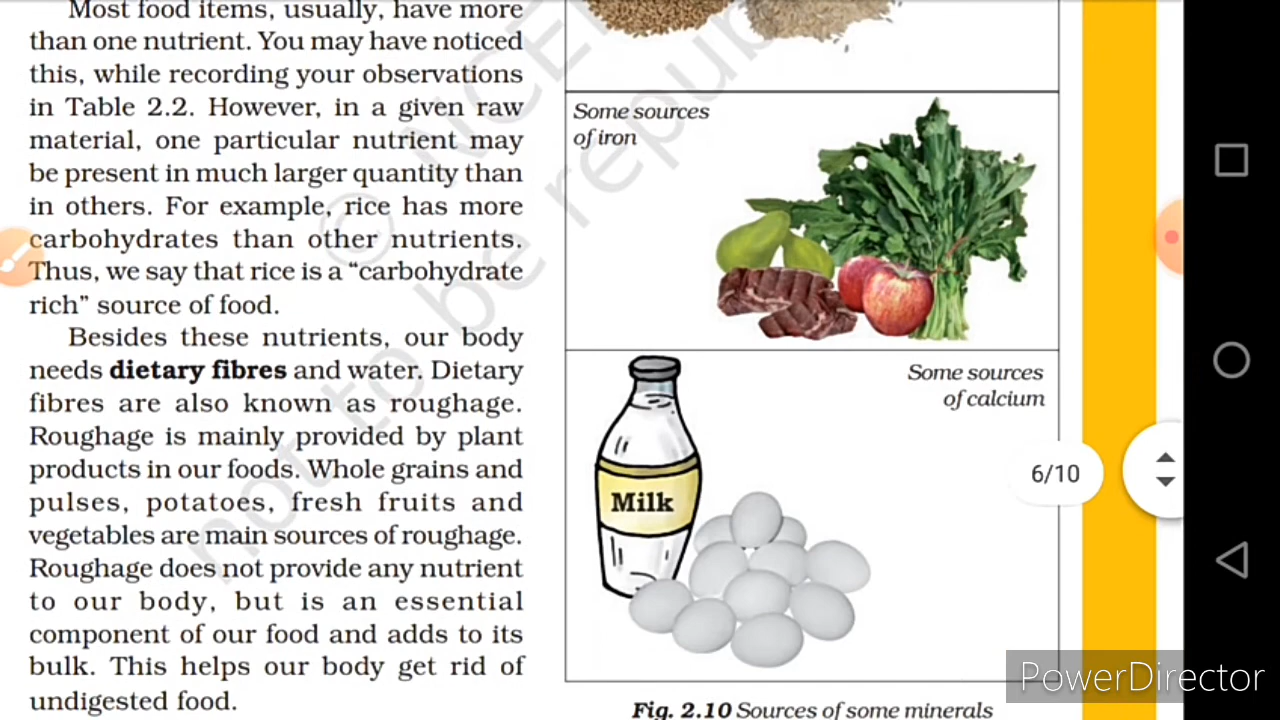 Most food items, usually, have more
than one nutrient. You may have noticed
this, while recording your observations
in Table 2.2. However, in a given raw
material, one particular nutrient may
be present in much larger quantity than
in others. For example, rice has more
carbohydrates than other nutrients.
Thus, we say that rice is a “carbohydrate
rich” source of food.
Besides these nutrients, our body
needs dietary fibres and water. Dietary
fibres are also known as roughage.
Roughage is mainly provided by plant
products in our foods. Whole grains and
pulses, potatoes, fresh fruits and
vegetables are main sources of roughage.
Roughage does not provide any nutrient
to our body, but is an essential
component of our food and adds to its
bulk. This helps our body get rid of
undigested food.
Some sources
of iron
Some sources
of calcium
Milk
Fig. 2.10 Sources of some minerals
6/10
PowerDirector
not to be repub